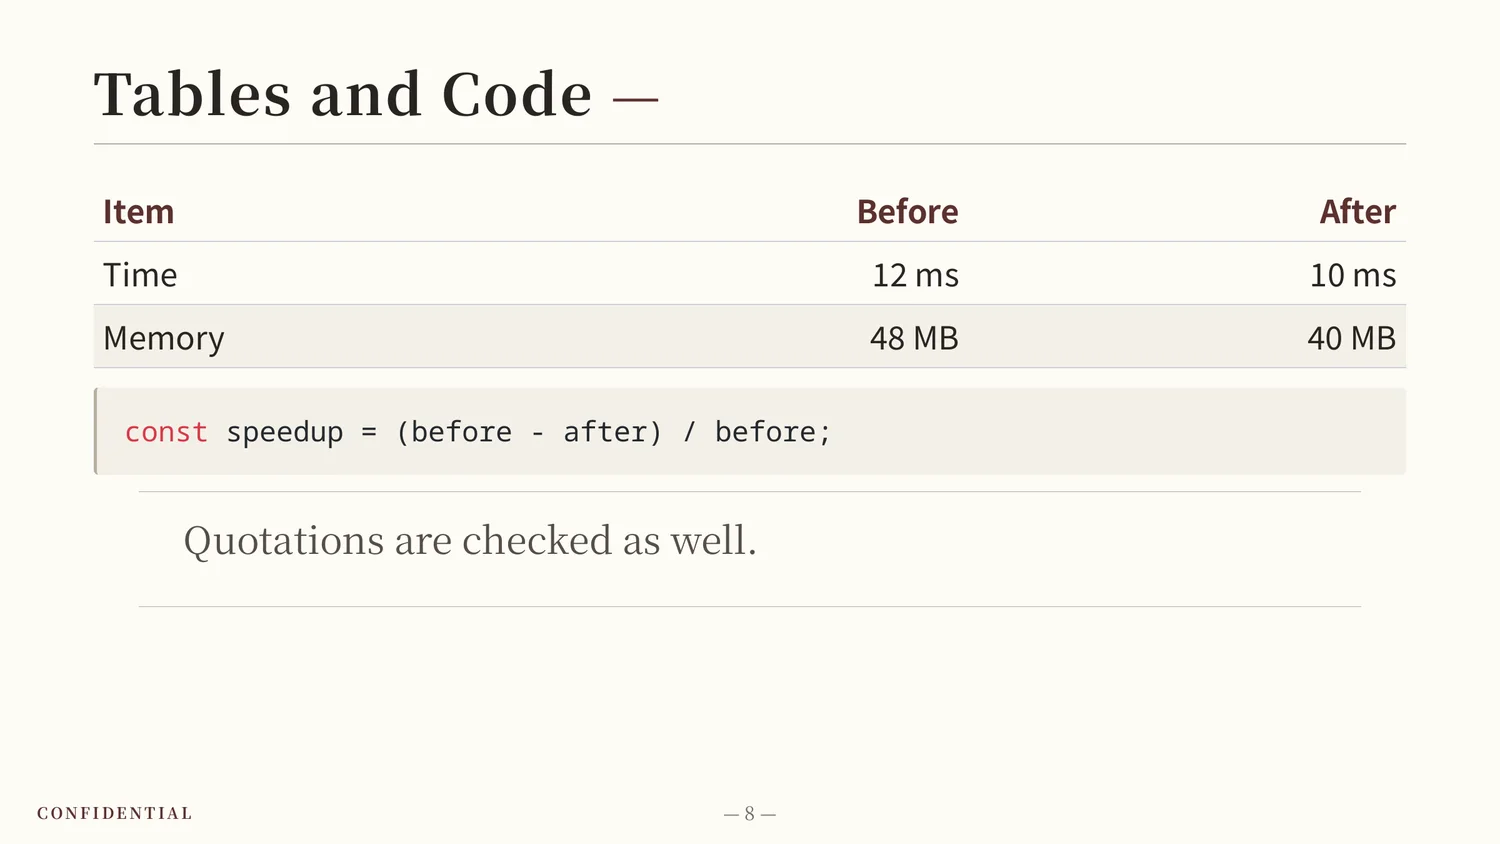 Tables and Code —
Item Before After
Time 12 ms 10 ms
Memory 48 MB 40 MB
const speedup = (before - after) / before;
Quotations are checked as well.
CONFIDENTIAL — 8 —